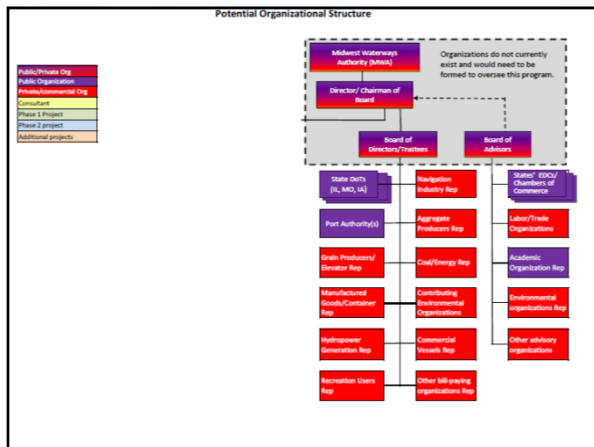 Potential Organizational Structure
Midwest Waterways
Authority (MWA)
Organizations do not currently
exist and would need to be
formed to oversee this program.
Public/Private Org
Public Organization
Private/commercial Org
Consultant
Phase 1 Project
Phase 2 project
Additional projects
Director/ Chairman of
Board
Board of
Directors/Trustees
Board of
Advisors
State DoTs
(IL, MO, IA)
Navigation
Industry Rep
States' EDCs/
Chambers of
Commerce
Port Authority(s)
Aggregate
Producers Rep
Labor/Trade
Organizations
Grain Producers/
Elevator Rep
Coal/Energy Rep
Academic
Organization Rep
Manufactured
Goods/Container
Rep
Contributing
Environmental
Organizations
Environmental
organizations Rep
Hydropower
Generation Rep
Commercial
Vessels Rep
Other advisory
organizations
Recreation Users
Rep
Other bill-paying
organizations Rep